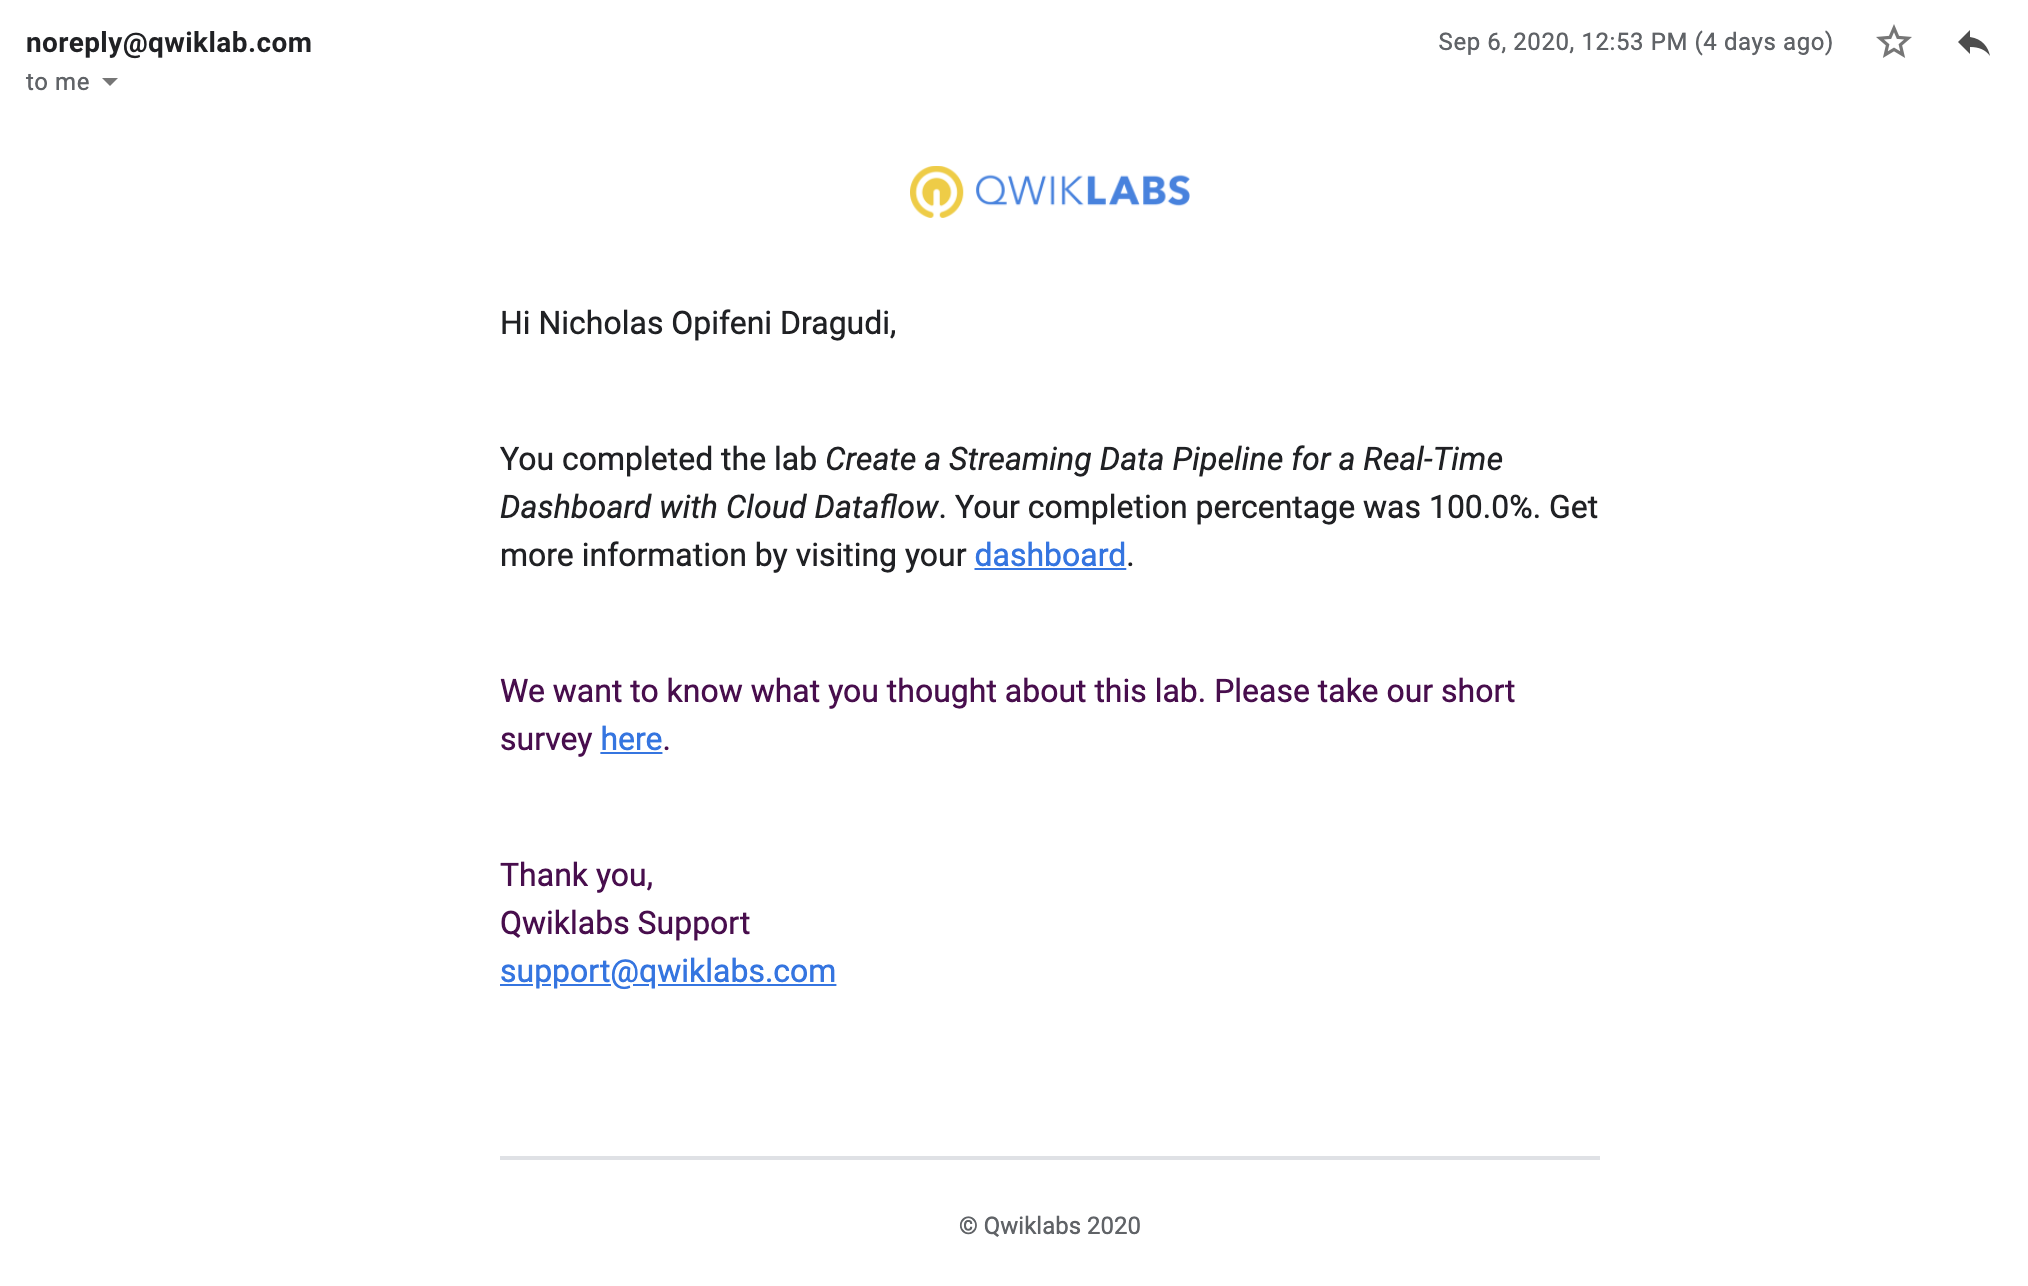 noreply@qwiklab.com
Sep 6, 2020, 12:53 PM (4 days ago)
to me
QWIKLABS
Hi Nicholas Opifeni Dragudi,
You completed the lab Create a Streaming Data Pipeline for a Real-Time
Dashboard with Cloud Dataflow. Your completion percentage was 100.0%. Get
more information by visiting your dashboard.
We want to know what you thought about this lab. Please take our short
survey here.
Thank you,
Qwiklabs Support
support@qwiklabs.com
© Qwiklabs 2020